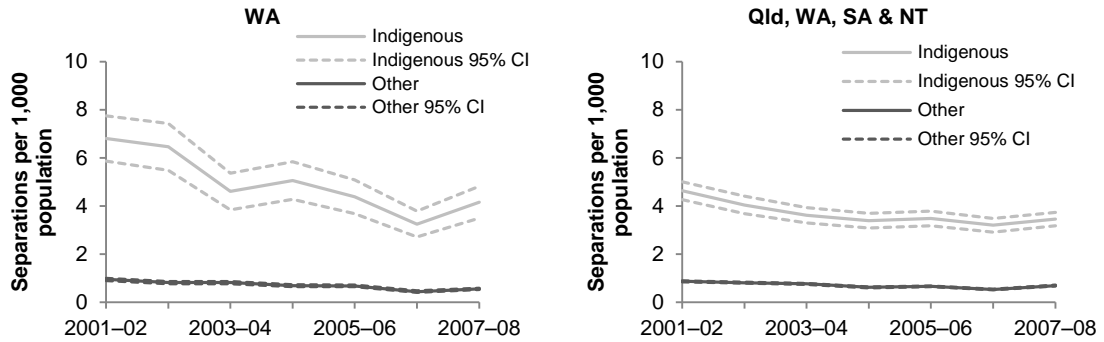 WA
Indigenous
Indigenous 95% CI
Other
Other 95% CI
Separations per 1,000
population
10
8
6
4
2
0
2001–02 2003–04 2005–06 2007–08
Qld, WA, SA & NT
Indigenous
Indigenous 95% CI
Other
Other 95% CI
Separations per 1,000
population
10
8
6
4
2
0
2001–02 2003–04 2005–06 2007–08